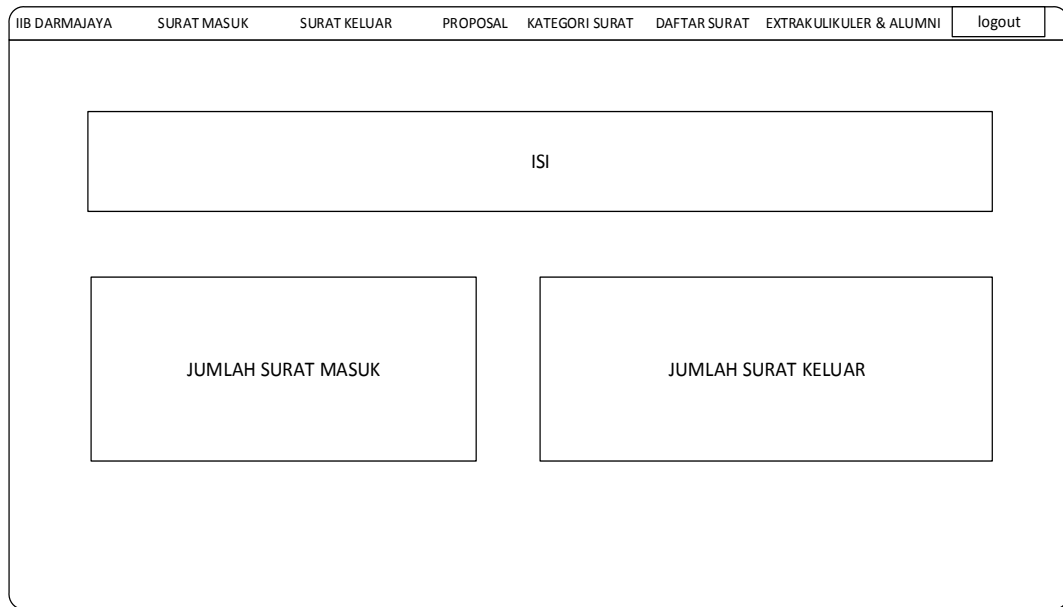 IIB DARMAJAYA SURAT MASUK SURAT KELUAR PROPOSAL KATEGORI SURAT DAFTAR SURAT EXTRAKULIKULER & ALUMNI logout
ISI
JUMLAH SURAT MASUK JUMLAH SURAT KELUAR